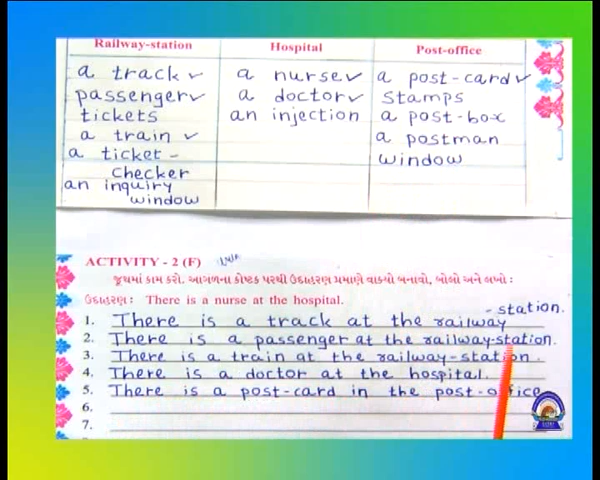 Railway-station Hospital Post-office
a track ✓ a nurse ✓ a post-card ✓
passenger ✓ a doctor ✓ stamps
tickets an injection a post-box
a train ✓ a postman
a ticket - window
checker
an inquiry
window
ACTIVITY - 2 (F)
જૂથમાં કામ કરો. આગળના કોષ્ટક પરથી ઉદાહરણ પ્રમાણે વાક્યો બનાવો, બોલો અને લખો :
ઉદાહરણ : There is a nurse at the hospital.
- station.
1. There is a track at the railway
2. There is a passenger at the railway-station.
3. There is a train at the railway-station.
4. There is a doctor at the hospital.
5. There is a post-card in the post-office
6.
7.